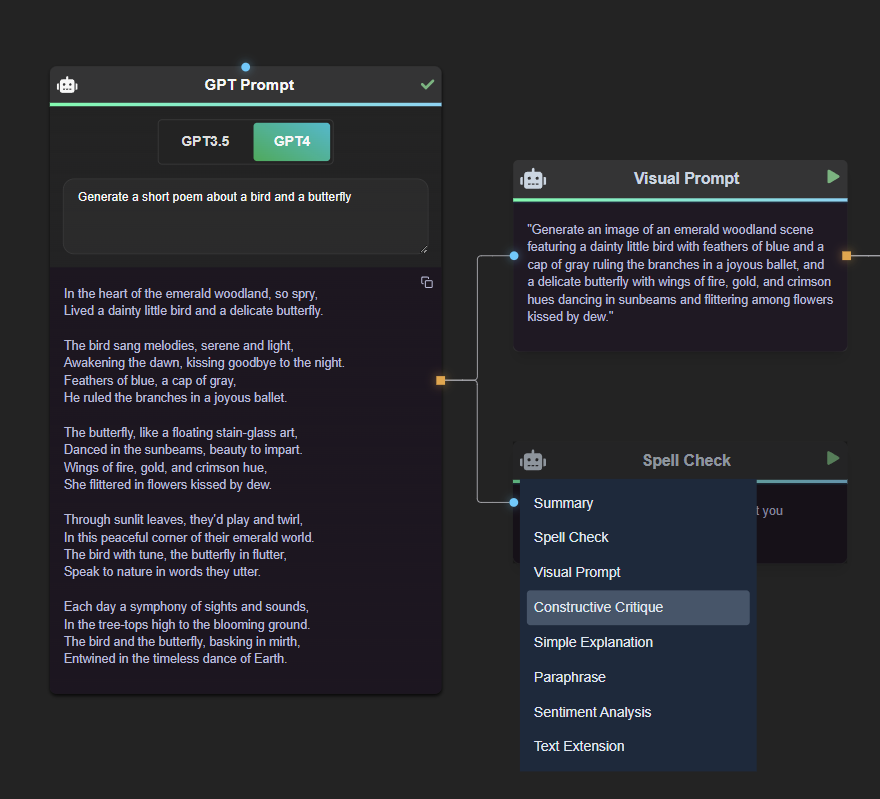 GPT Prompt
GPT3.5
GPT4
Generate a short poem about a bird and a butterfly
In the heart of the emerald woodland, so spry,
Lived a dainty little bird and a delicate butterfly.
The bird sang melodies, serene and light,
Awakening the dawn, kissing goodbye to the night.
Feathers of blue, a cap of gray,
He ruled the branches in a joyous ballet.
The butterfly, like a floating stain-glass art,
Danced in the sunbeams, beauty to impart.
Wings of fire, gold, and crimson hue,
She flittered in flowers kissed by dew.
Through sunlit leaves, they'd play and twirl,
In this peaceful corner of their emerald world.
The bird with tune, the butterfly in flutter,
Speak to nature in words they utter.
Each day a symphony of sights and sounds,
In the tree-tops high to the blooming ground.
The bird and the butterfly, basking in mirth,
Entwined in the timeless dance of Earth.
Visual Prompt
"Generate an image of an emerald woodland scene
featuring a dainty little bird with feathers of blue and a
cap of gray ruling the branches in a joyous ballet, and
a delicate butterfly with wings of fire, gold, and crimson
hues dancing in sunbeams and flittering among flowers
kissed by dew."
Spell Check
you
Summary
Spell Check
Visual Prompt
Constructive Critique
Simple Explanation
Paraphrase
Sentiment Analysis
Text Extension